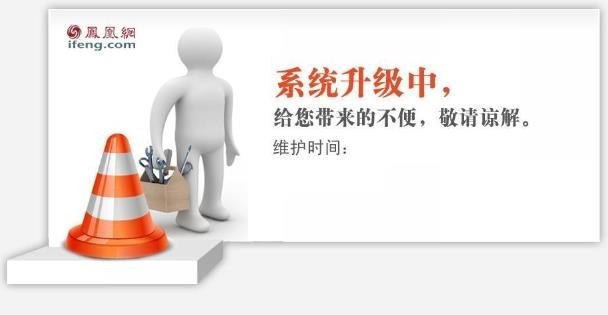 鳳凰網
ifeng.com
系统升级中，
给您带来的不便，敬请谅解。
维护时间：